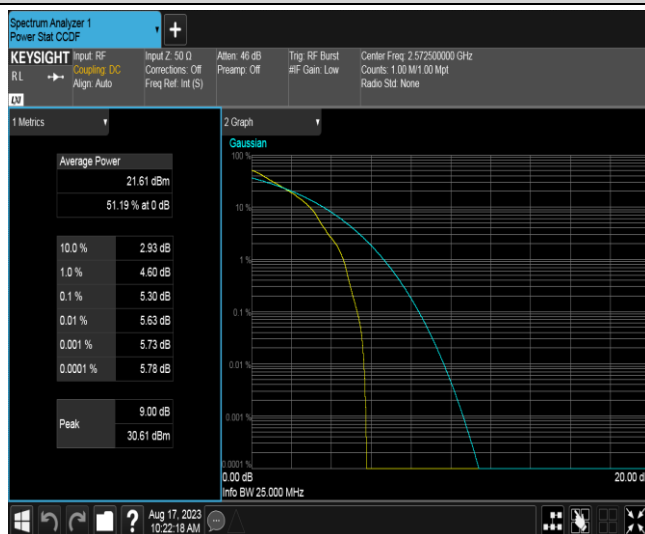 Spectrum Analyzer 1
Power Stat CCDF
+
KEYSIGHT
RL
LXI
Input: RF
Coupling: DC
Align: Auto
Input Z: 50 Ω
Corrections: Off
Freq Ref: Int (S)
Atten: 46 dB
Preamp: Off
Trig: RF Burst
#IF Gain: Low
Center Freq: 2.572500000 GHz
Counts: 1.00 M/1.00 Mpt
Radio Std: None
1 Metrics
Average Power
21.61 dBm
51.19 % at 0 dB
10.0 % 2.93 dB
1.0 % 4.60 dB
0.1 % 5.30 dB
0.01 % 5.63 dB
0.001 % 5.73 dB
0.0001 % 5.78 dB
Peak
9.00 dB
30.61 dBm
2 Graph
Gaussian
100 %
10 %
1 %
0.1 %
0.01 %
0.001 %
0.0001 %
0.00 dB 20.00 d
Info BW 25.000 MHz
?
Aug 17, 2023
10:22:18 AM